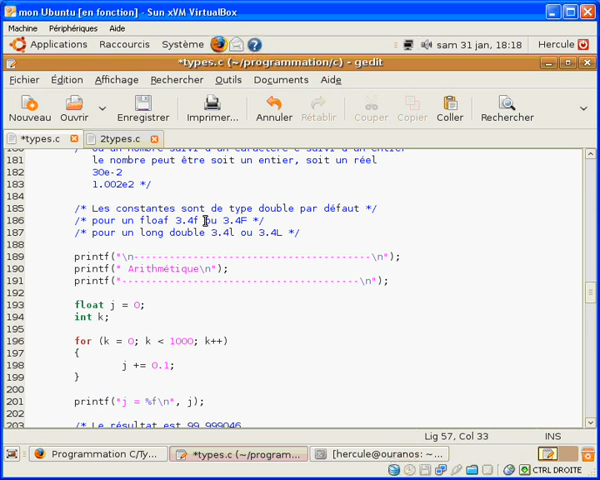 mon Ubuntu [en fonction] - Sun xVM VirtualBox
Machine Périphériques Aide
Applications Raccourcis Système sam 31 jan, 18:18 Hercule
*types.c (~/programmation/c) - gedit
Fichier Édition Affichage Rechercher Outils Documents Aide
Nouveau Ouvrir Enregistrer Imprimer... Annuler Rétablir Couper Copier Coller Rechercher
*types.c 2types.c
180 / ou un nombre suivi d'un caractère e suivi d'un entier
181 le nombre peut être soit un entier, soit un réel
182 30e-2
183 1.002e2 */
184
185 /* Les constantes sont de type double par défaut */
186 /* pour un floaf 3.4f ou 3.4F */
187 /* pour un long double 3.4l ou 3.4L */
188
189 printf("\n----------------------------------------\n");
190 printf(" Arithmétique\n");
191 printf("----------------------------------------\n");
192
193 float j = 0;
194 int k;
195
196 for (k = 0; k < 1000; k++)
197 {
198 j += 0.1;
199 }
200
201 printf("j = %f\n", j);
202
203 /* Le résultat est 99.999046
Lig 57, Col 33 INS
Programmation C/Ty... *types.c (~/program... [hercule@ouranos: ~...
CTRL DROITE